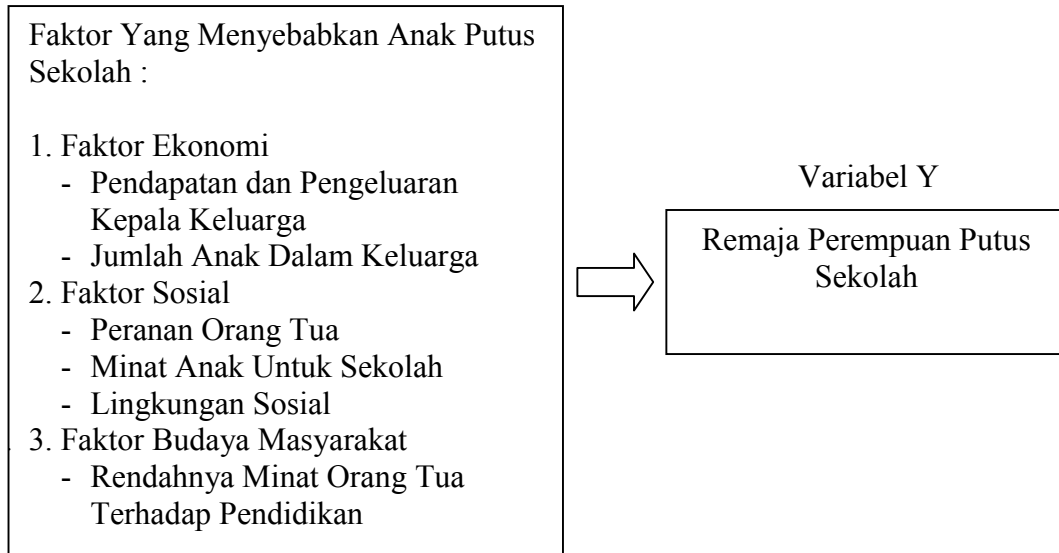 Faktor Yang Menyebabkan Anak Putus
Sekolah :
1. Faktor Ekonomi
- Pendapatan dan Pengeluaran
Kepala Keluarga
- Jumlah Anak Dalam Keluarga
2. Faktor Sosial
- Peranan Orang Tua
- Minat Anak Untuk Sekolah
- Lingkungan Sosial
3. Faktor Budaya Masyarakat
- Rendahnya Minat Orang Tua
Terhadap Pendidikan
Variabel Y
Remaja Perempuan Putus
Sekolah